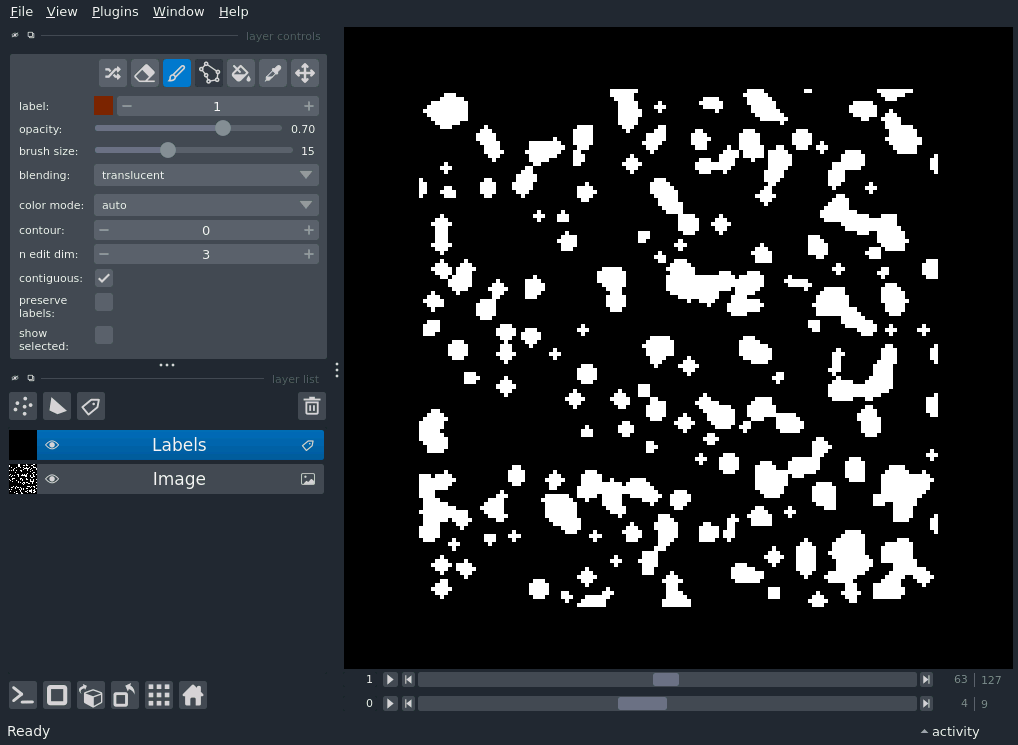 File View Plugins Window Help
layer controls
label: 1
opacity: 0.70
brush size: 15
blending: translucent
color mode: auto
contour: 0
n edit dim: 3
contiguous:
preserve
labels:
show
selected:
layer list
Labels
Image
1 63 127
0 4 9
Ready activity